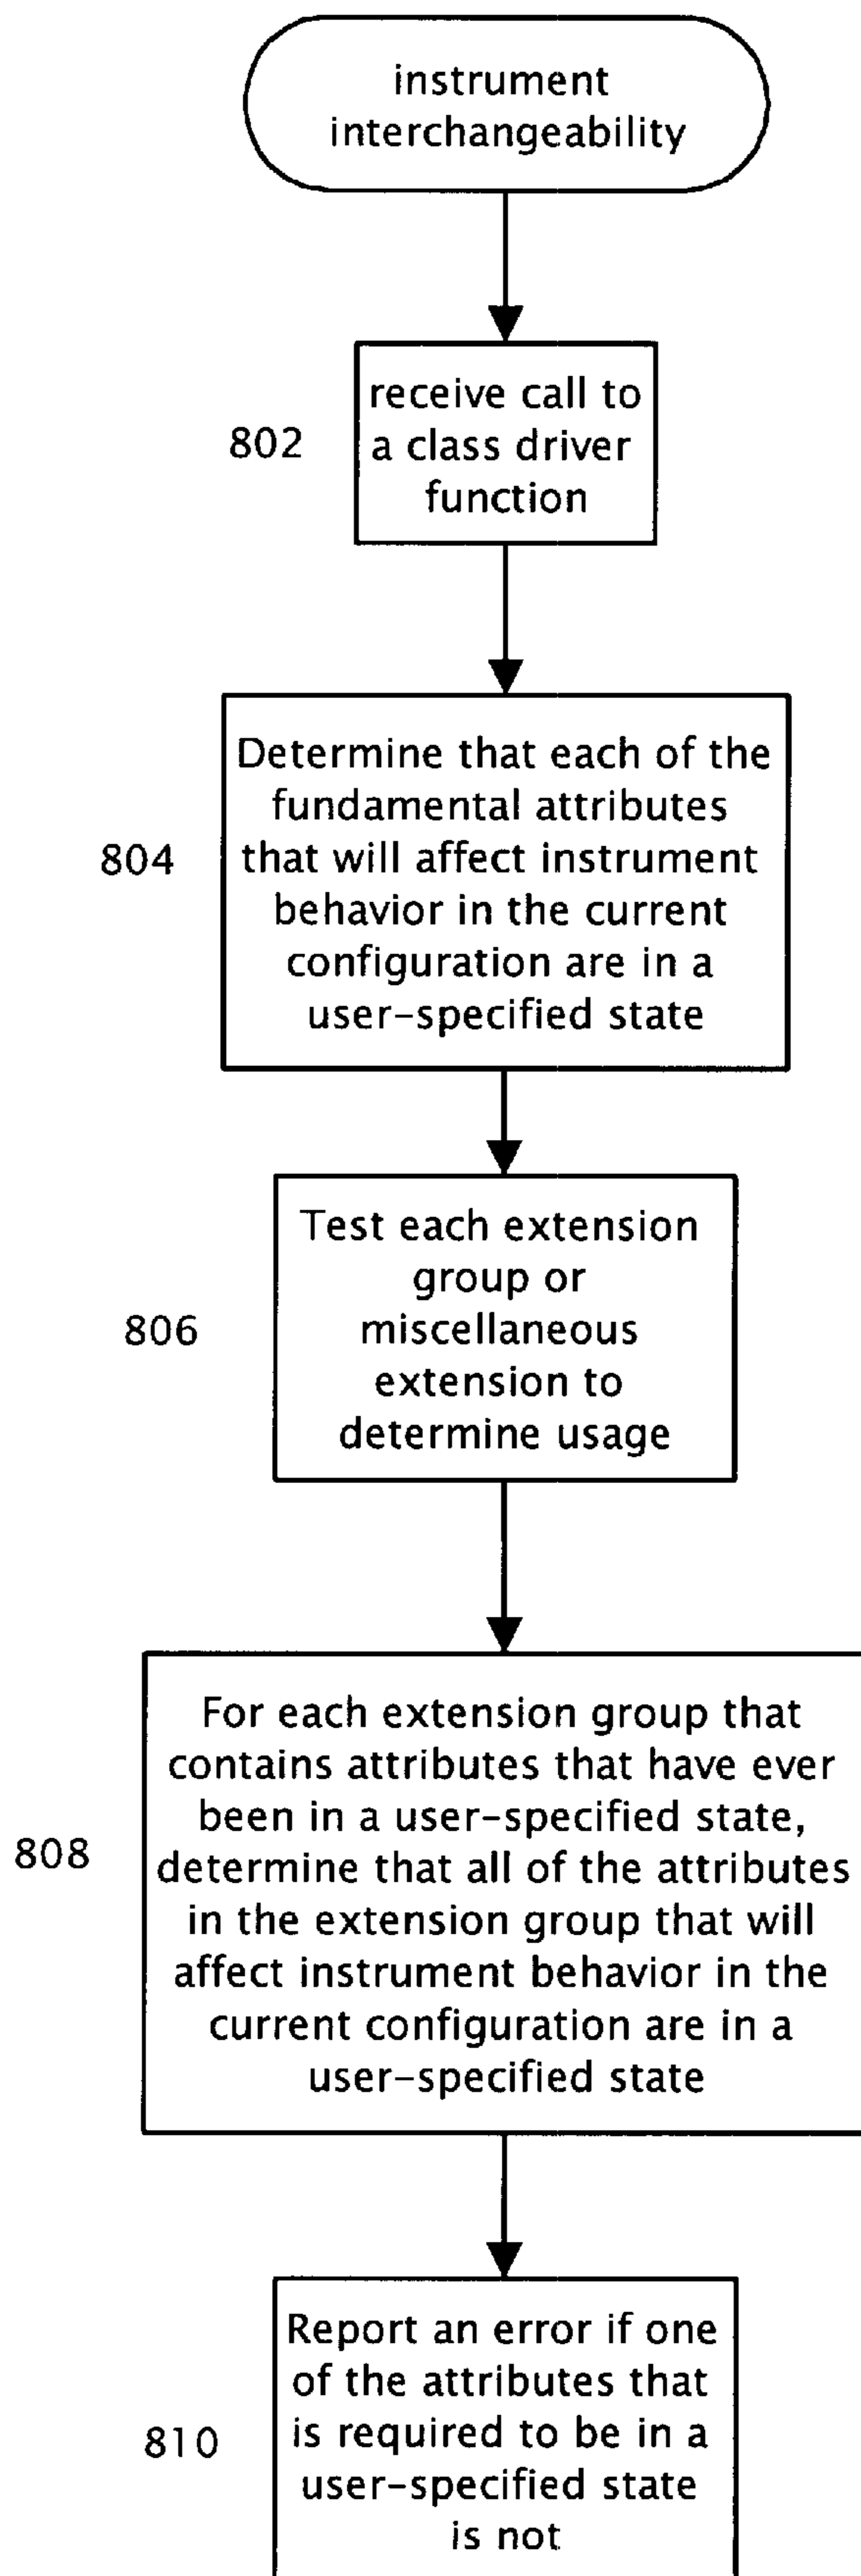 instrument
interchangeability
802
receive call to
a class driver
function
804
Determine that each of the
fundamental attributes
that will affect instrument
behavior in the current
configuration are in a
user-specified state
806
Test each extension
group or
miscellaneous
extension to
determine usage
808
For each extension group that
contains attributes that have ever
been in a user-specified state,
determine that all of the attributes
in the extension group that will
affect instrument behavior in the
current configuration are in a
user-specified state
810
Report an error if one
of the attributes that
is required to be in a
user-specified state
is not